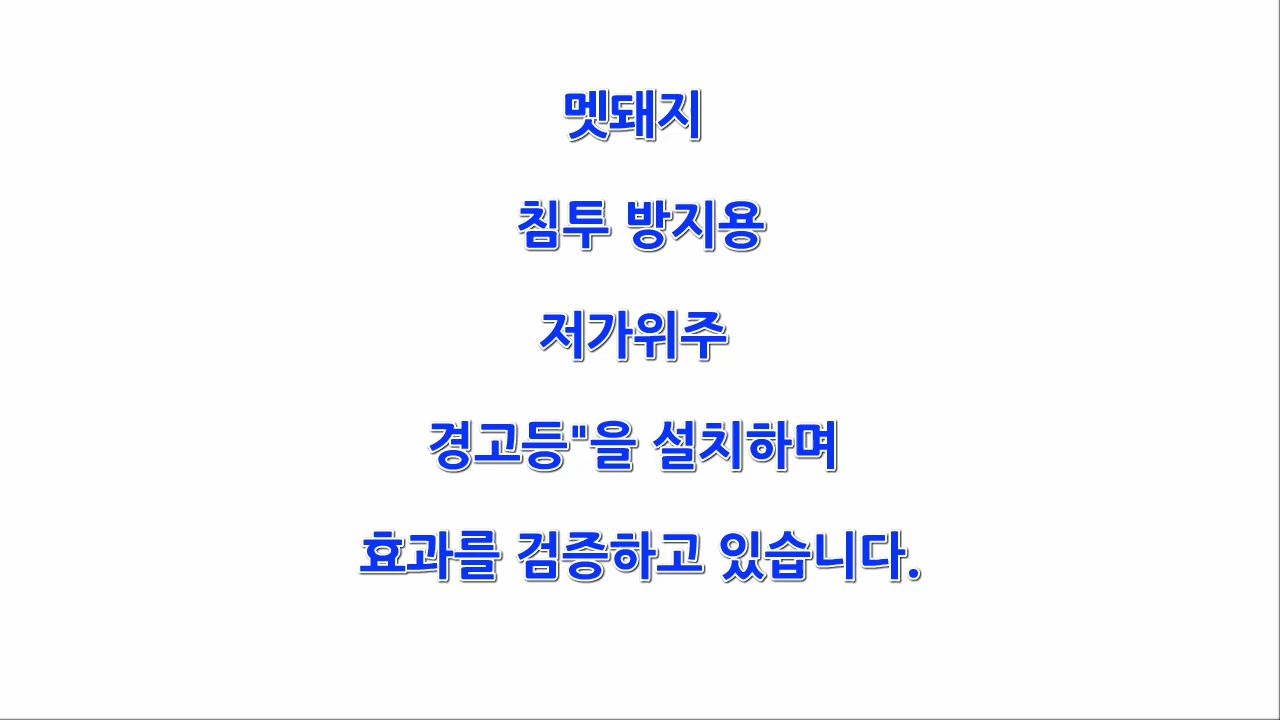 멧돼지
침투 방지용
저가위주
경고등"을 설치하며
효과를 검증하고 있습니다.